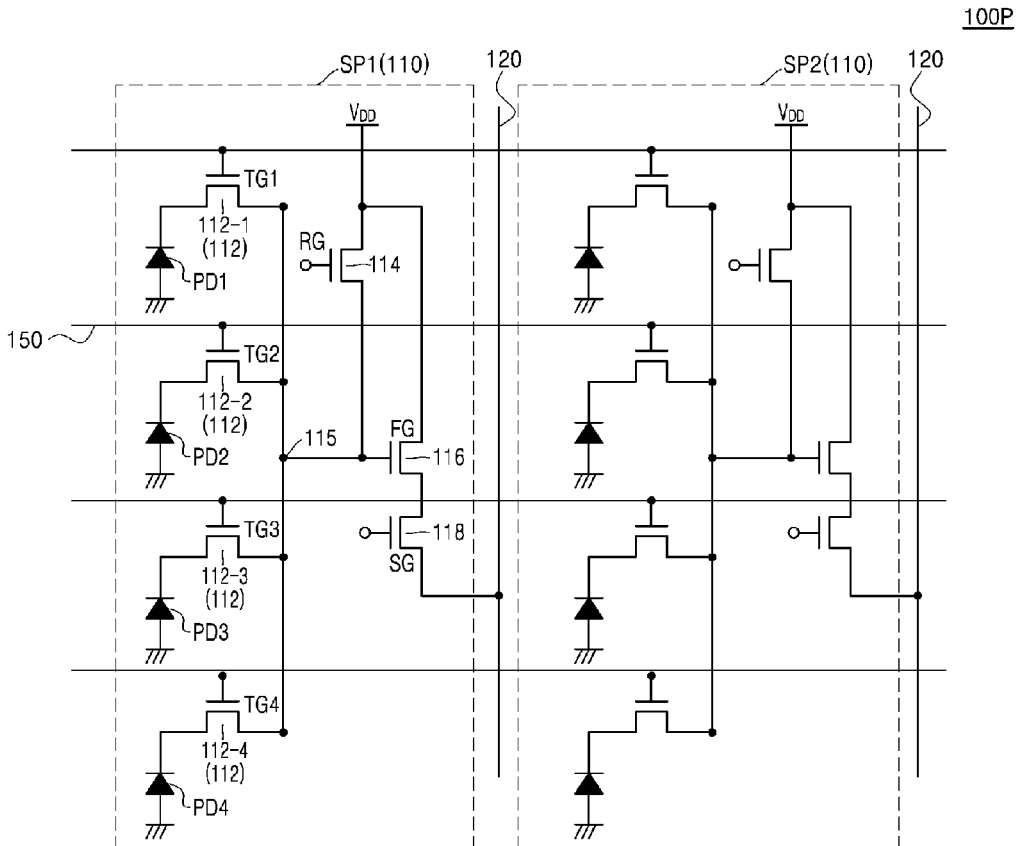 100P
SP1(110)
120
SP2(110)
120
VDD
VDD
TG1
112-1
(112)
RG
114
PD1
150
TG2
112-2
(112)
PD2
115
FG
116
TG3
112-3
(112)
118
SG
PD3
TG4
112-4
(112)
PD4